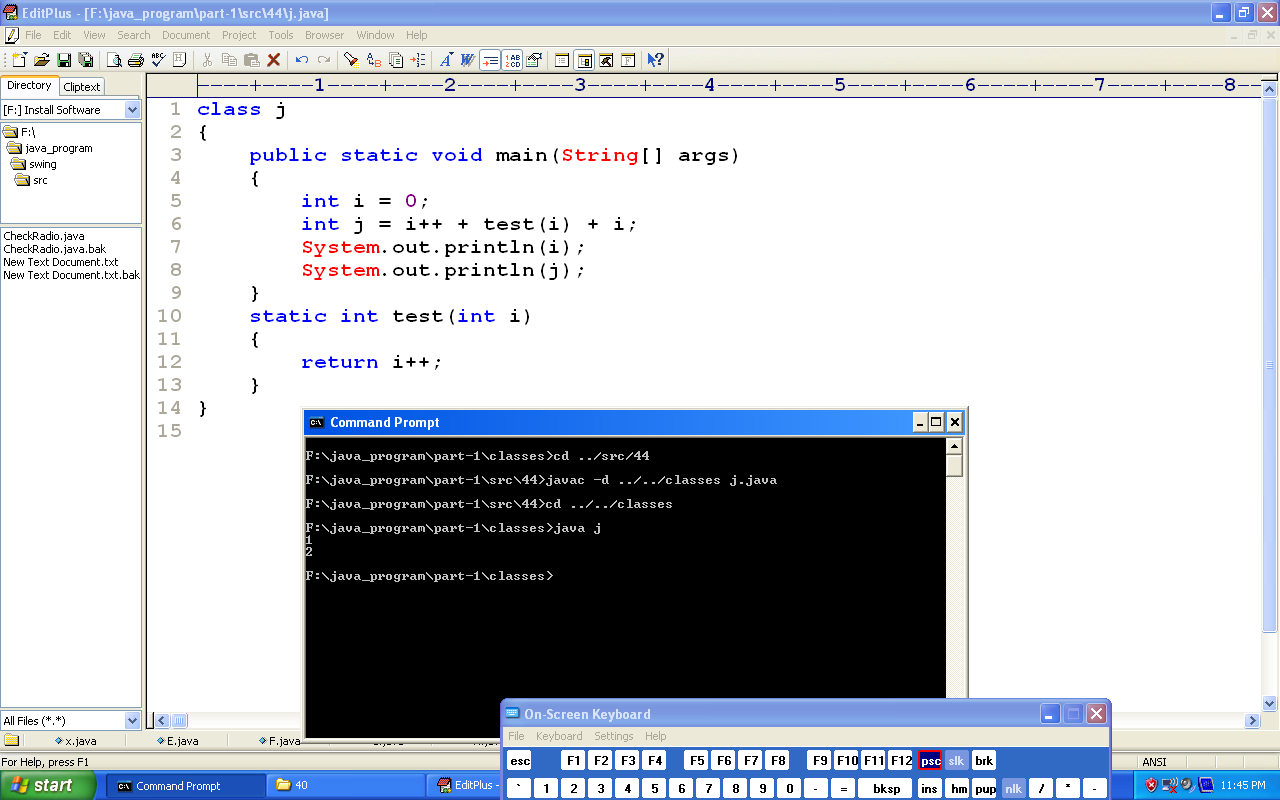 EditPlus - [F:\java_program\part-1\src\44\j.java]
File Edit View Search Document Project Tools Browser Window Help
Directory Cliptext
----+----1----+----2----+----3----+----4----+----5----+----6----+----7----+----8--
[F:] Install Software
F:\
java_program
swing
src
CheckRadio.java
CheckRadio.java.bak
New Text Document.txt
New Text Document.txt.bak
All Files (*.*)
1 class j
2 {
3 public static void main(String[] args)
4 {
5 int i = 0;
6 int j = i++ + test(i) + i;
7 System.out.println(i);
8 System.out.println(j);
9 }
10 static int test(int i)
11 {
12 return i++;
13 }
14 }
15
Command Prompt
F:\java_program\part-1\classes>cd ../src/44
F:\java_program\part-1\src\44>javac -d ../../classes j.java
F:\java_program\part-1\src\44>cd ../../classes
F:\java_program\part-1\classes>java j
1
2
F:\java_program\part-1\classes>
On-Screen Keyboard
File Keyboard Settings Help
esc F1 F2 F3 F4 F5 F6 F7 F8 F9 F10 F11 F12 psc slk brk
` 1 2 3 4 5 6 7 8 9 0 - = bksp ins hm pup nlk / * -
x.java E.java F.java
For Help, press F1
ANSI
start Command Prompt 40 EditPlus - 11:45 PM